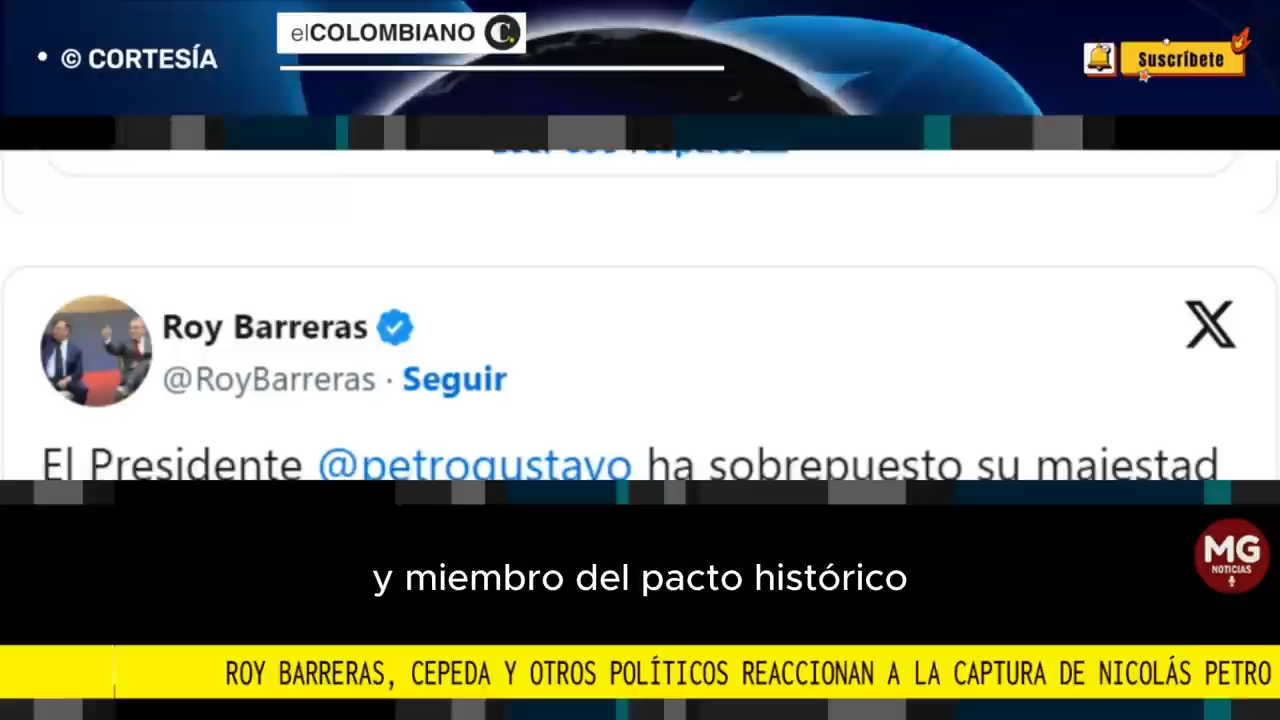 elCOLOMBIANO C
• © CORTESÍA
Suscríbete
Roy Barreras
@RoyBarreras · Seguir
El Presidente @petrogustavo ha sobrepuesto su majestad
y miembro del pacto histórico
MG
NOTICIAS
ROY BARRERAS, CEPEDA Y OTROS POLÍTICOS REACCIONAN A LA CAPTURA DE NICOLÁS PETRO